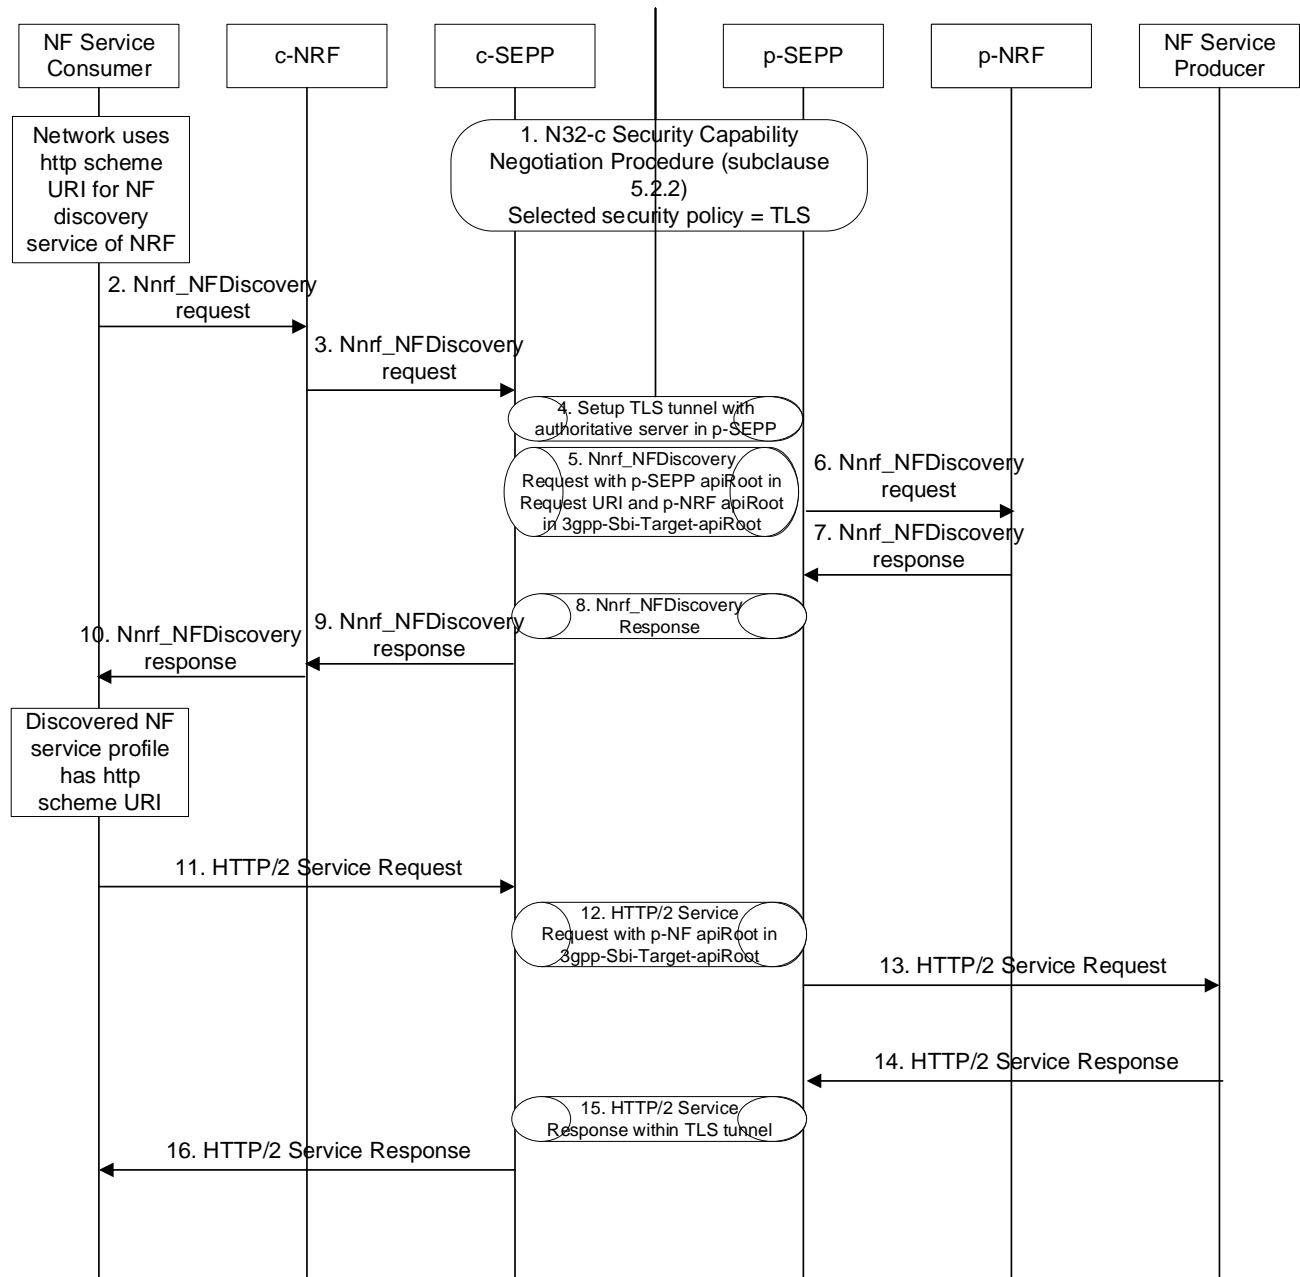 NF Service
Consumer
c-NRF
c-SEPP
p-SEPP
p-NRF
NF Service
Producer
Network uses
http scheme
URI for NF
discovery
service of NRF
1. N32-c Security Capability
Negotiation Procedure (subclause
5.2.2)
Selected security policy = TLS
2. Nnrf_NFDiscovery
request
3. Nnrf_NFDiscovery
request
4. Setup TLS tunnel with
authoritative server in p-SEPP
5. Nnrf_NFDiscovery
Request with p-SEPP apiRoot in
Request URI and p-NRF apiRoot
in 3gpp-Sbi-Target-apiRoot
6. Nnrf_NFDiscovery
request
7. Nnrf_NFDiscovery
response
8. Nnrf_NFDiscovery
Response
9. Nnrf_NFDiscovery
response
10. Nnrf_NFDiscovery
response
Discovered NF
service profile
has http
scheme URI
11. HTTP/2 Service Request
12. HTTP/2 Service
Request with p-NF apiRoot in
3gpp-Sbi-Target-apiRoot
13. HTTP/2 Service Request
14. HTTP/2 Service Response
15. HTTP/2 Service
Response within TLS tunnel
16. HTTP/2 Service Response